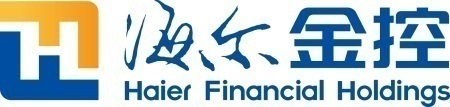 海尔金控
Haier Financial Holdings